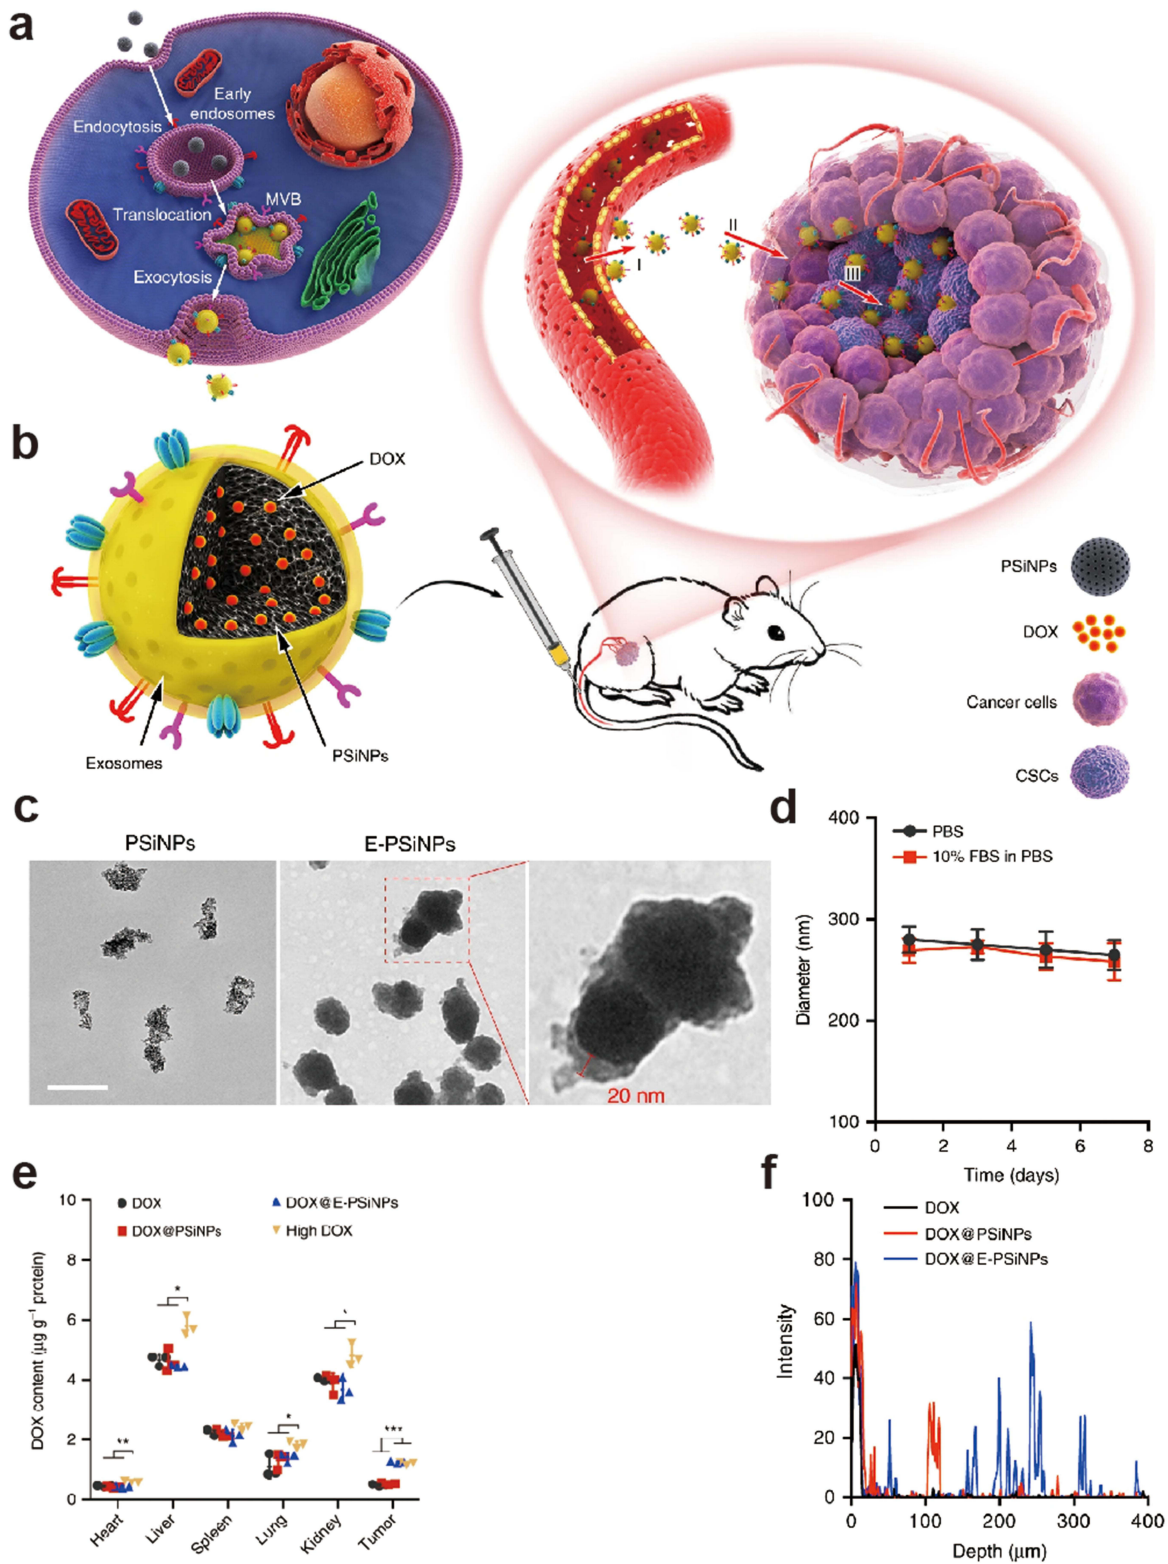 a
Early
endosomes
Endocytosis
Translocation
MVB
Exocytosis
I
II
III
b
DOX
Exosomes
PSiNPs
PSiNPs
DOX
Cancer cells
CSCs
c
PSiNPs
E-PSiNPs
20 nm
d
PBS
10% FBS in PBS
Diameter (nm)
400
300
200
100
0
2
4
6
8
Time (days)
e
DOX
DOX@PSiNPs
DOX@E-PSiNPs
High DOX
DOX content (µg g⁻¹ protein)
10
8
6
4
2
0
**
*
*
***
Heart
Liver
Spleen
Lung
Kidney
Tumor
f
DOX
DOX@PSiNPs
DOX@E-PSiNPs
Intensity
100
80
60
40
20
0
0
100
200
300
400
Depth (µm)